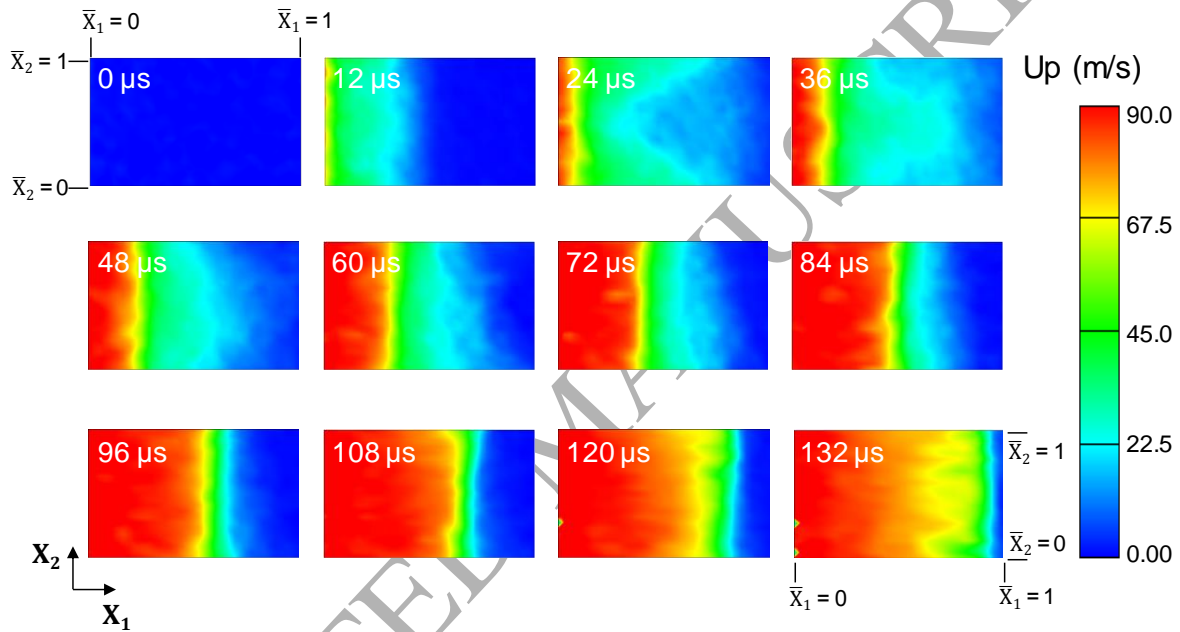 X̅₁ = 0 X̅₁ = 1
X̅₂ = 1
X̅₂ = 0
0 µs 12 µs 24 µs 36 µs
Up (m/s)
90.0
67.5
45.0
22.5
0.00
48 µs 60 µs 72 µs 84 µs
96 µs 108 µs 120 µs 132 µs
X̅₂ = 1
X̅₂ = 0
X̅₁ = 0 X̅₁ = 1
X₂
X₁